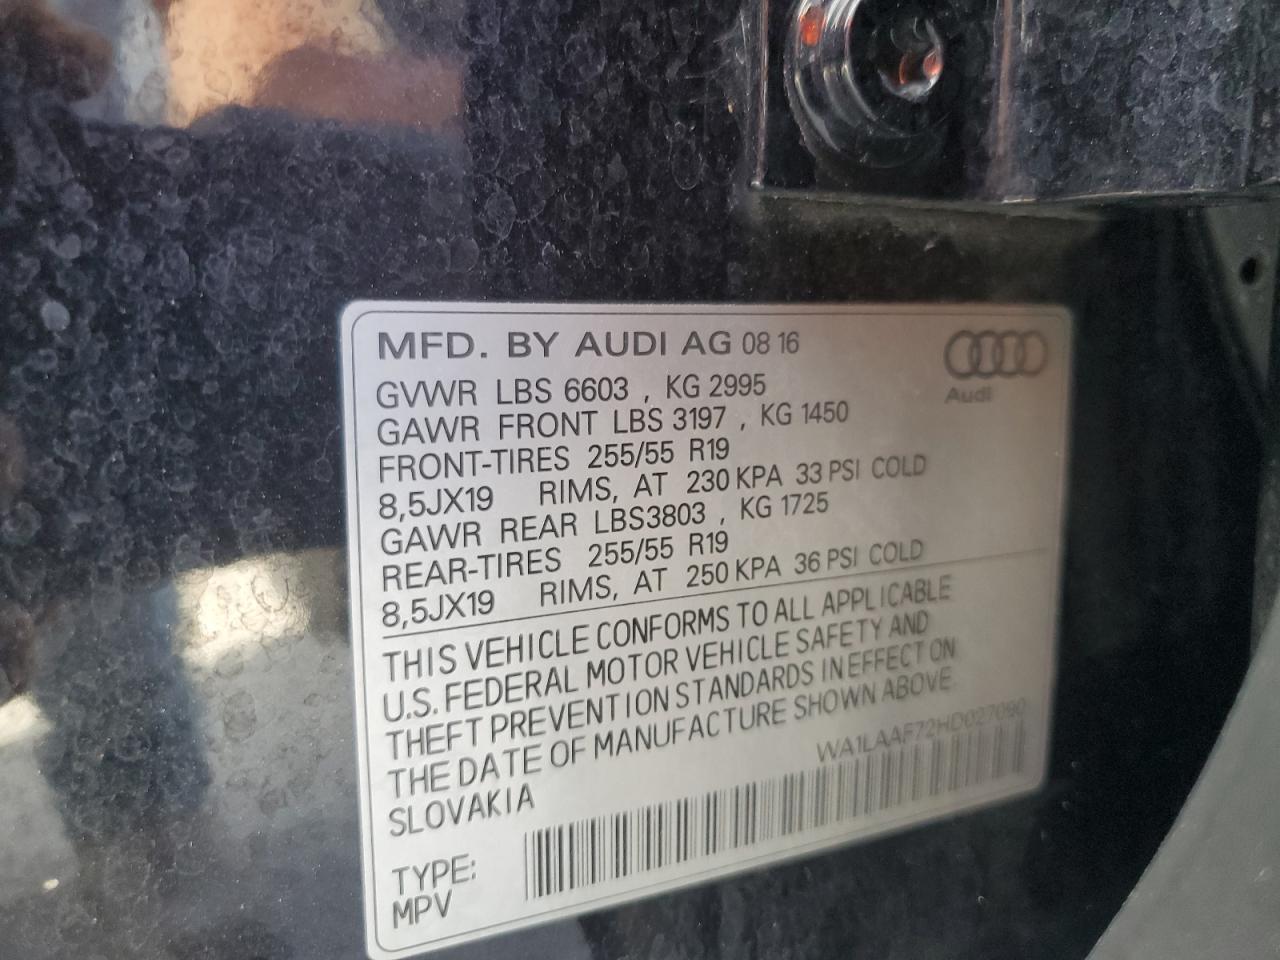 MFD. BY AUDI AG 08 16
Audi
GVWR LBS 6603 , KG 2995
GAWR FRONT LBS 3197 , KG 1450
FRONT-TIRES 255/55 R19
8,5JX19 RIMS, AT 230 KPA 33 PSI COLD
GAWR REAR LBS3803 , KG 1725
REAR-TIRES 255/55 R19
8,5JX19 RIMS, AT 250 KPA 36 PSI COLD
THIS VEHICLE CONFORMS TO ALL APPLICABLE
U.S. FEDERAL MOTOR VEHICLE SAFETY AND
THEFT PREVENTION STANDARDS IN EFFECT ON
THE DATE OF MANUFACTURE SHOWN ABOVE.
SLOVAKIA
WA1LAAF72HD027090
TYPE:
MPV